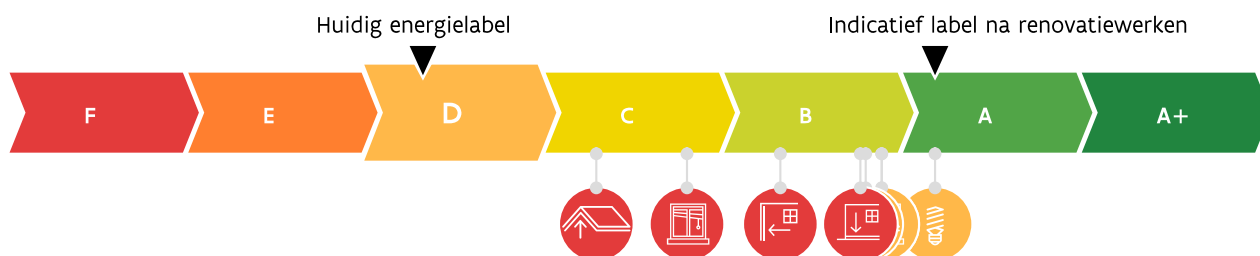 Huidig energielabel
Indicatief label na renovatiewerken
F
E
D
C
B
A
A+